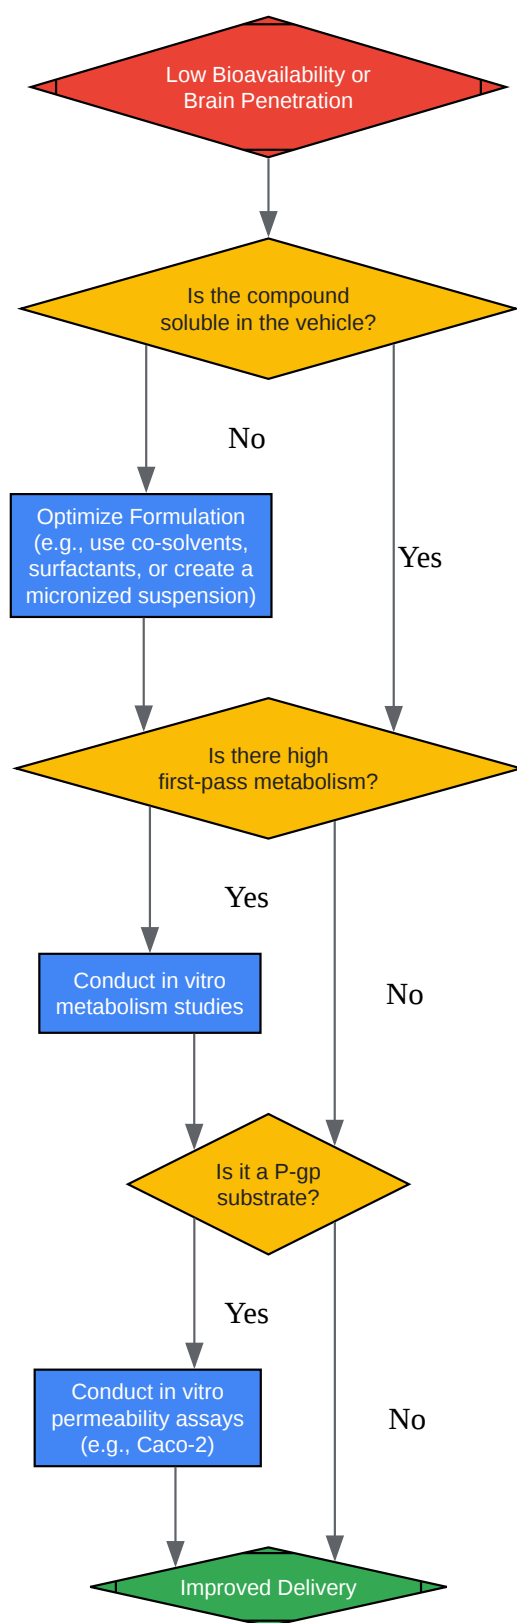 Low Bioavailability or
Brain Penetration
Is the compound
soluble in the vehicle?
No
Optimize Formulation
(e.g., use co-solvents,
surfactants, or create a
micronized suspension)
Yes
Is there high
first-pass metabolism?
Yes
Conduct in vitro
metabolism studies
No
Is it a P-gp
substrate?
Yes
Conduct in vitro
permeability assays
(e.g., Caco-2)
No
Improved Delivery